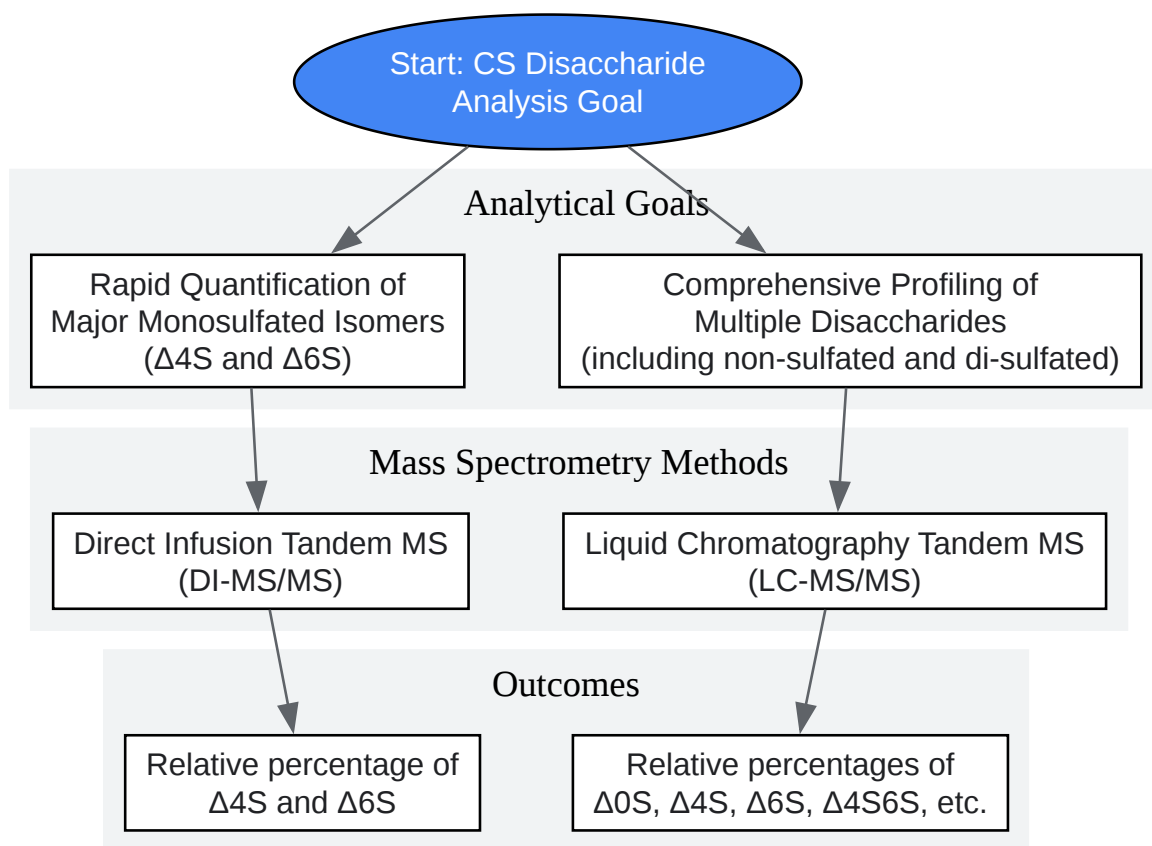 Start: CS Disaccharide
Analysis Goal
Analytical Goals
Rapid Quantification of
Major Monosulfated Isomers
(Δ4S and Δ6S)
Comprehensive Profiling of
Multiple Disaccharides
(including non-sulfated and di-sulfated)
Mass Spectrometry Methods
Direct Infusion Tandem MS
(DI-MS/MS)
Liquid Chromatography Tandem MS
(LC-MS/MS)
Outcomes
Relative percentage of
Δ4S and Δ6S
Relative percentages of
Δ0S, Δ4S, Δ6S, Δ4S6S, etc.